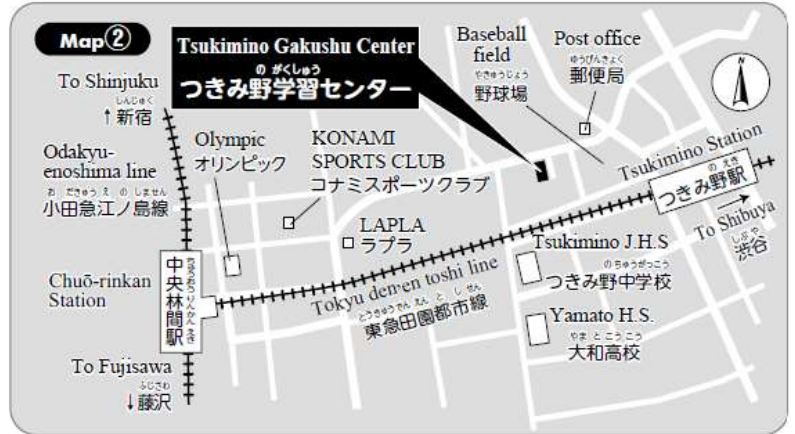 Map②
Tsukimino Gakushu Center
の がくしゅう
つきみ野学習センター
Baseball
field
やきゅうじょう
野球場
Post office
ゆうびんきょく
郵便局
To Shinjuku
しんじゅく
↑新宿
Odakyu-
enoshima line
お だきゅう え の しません
小田急江ノ島線
Olympic
オリンピック
KONAMI
SPORTS CLUB
コナミスポーツクラブ
LAPLA
ラプラ
Tsukimino Station
の えき
つきみ野駅
To Shibuya
しぶや
渋谷
Chuō-rinkan
Station
ちゅうおうりんかんえき
中央林間駅
Tokyu den-en toshi line
とうきゅうでん えん と し せん
東急田園都市線
Tsukimino J.H.S
の ちゅうがっこう
つきみ野中学校
Yamato H.S.
やま と こうこう
大和高校
To Fujisawa
ふじさわ
↓藤沢